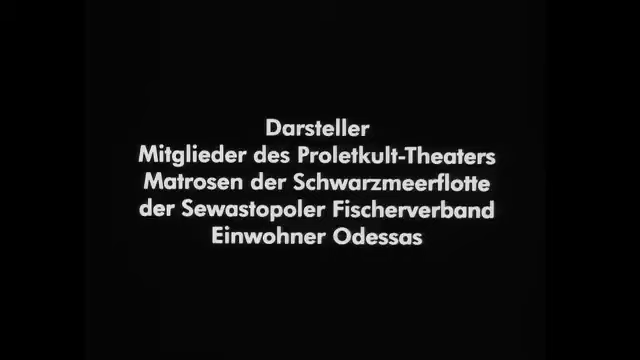 Darsteller
Mitglieder des Proletkult-Theaters
Matrosen der Schwarzmeerflotte
der Sewastopoler Fischerverband
Einwohner Odessas